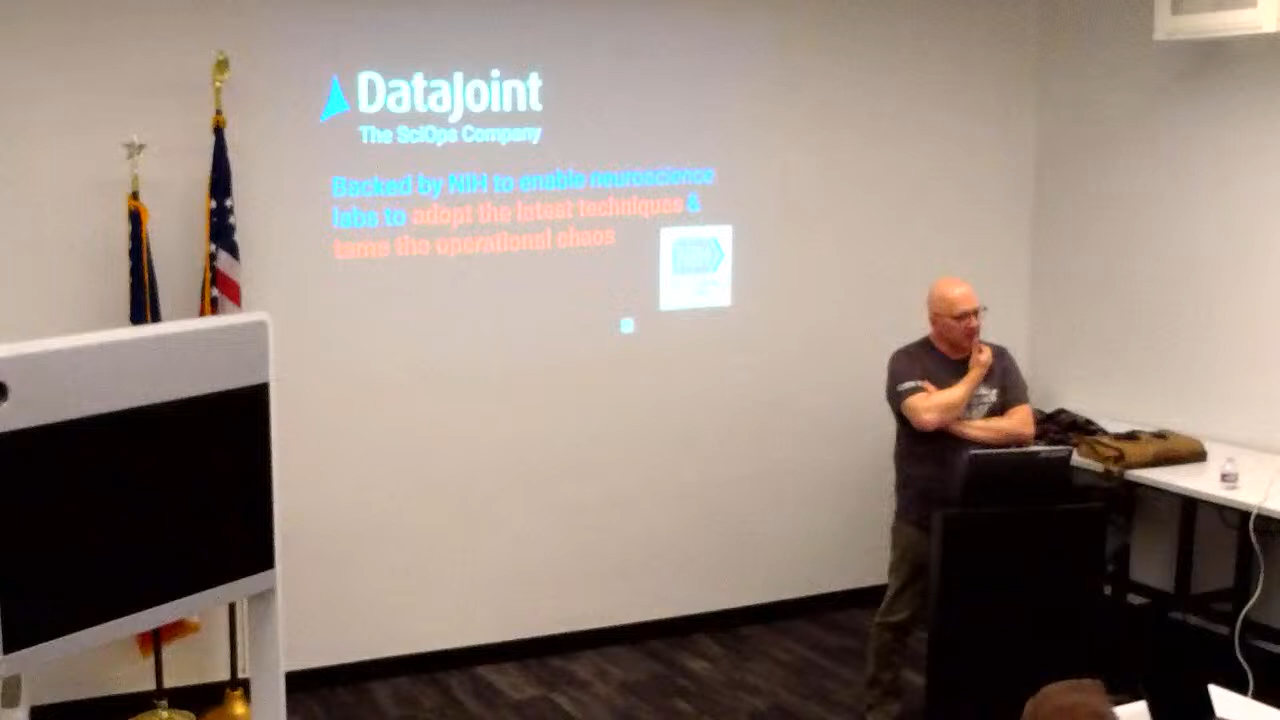 DataJoint
The SciOps Company
Backed by NIH to enable neuroscience
labs to adopt the latest techniques &
tame the operational chaos